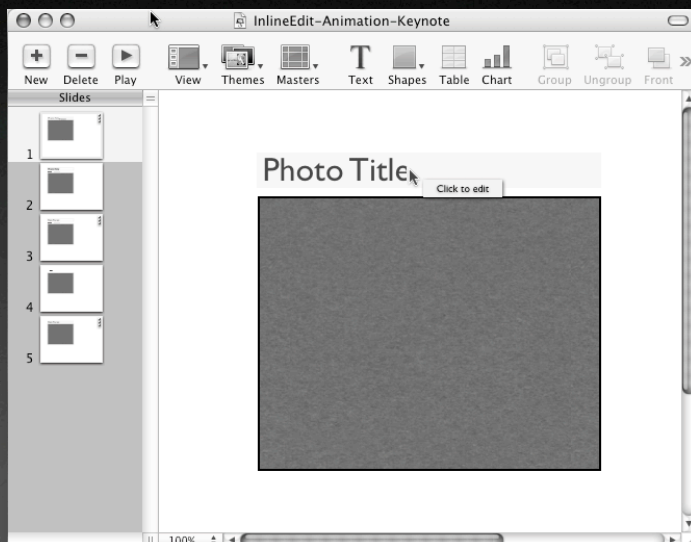 InlineEdit-Animation-Keynote
New Delete Play View Themes Masters Text Shapes Table Chart Group Ungroup Front »
Slides
1
2
3
4
5
Photo Title
Click to edit
100%